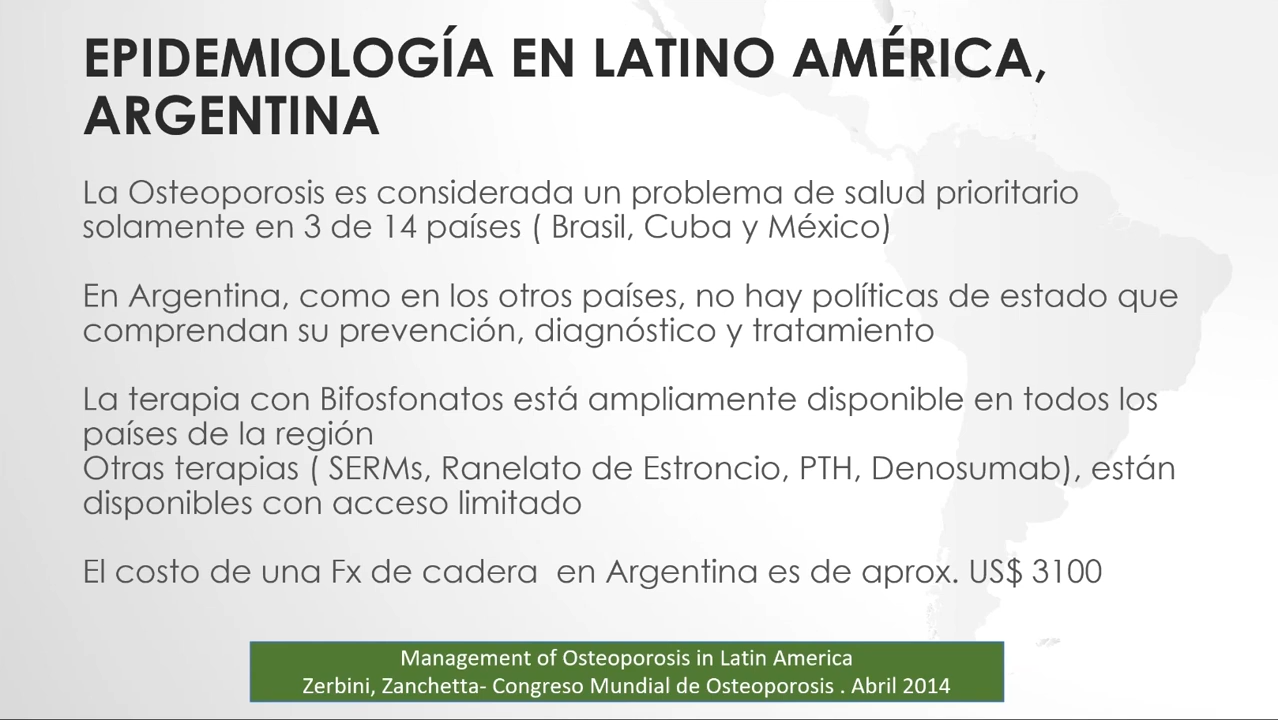 EPIDEMIOLOGÍA EN LATINO AMÉRICA,
ARGENTINA
La Osteoporosis es considerada un problema de salud prioritario
solamente en 3 de 14 países ( Brasil, Cuba y México)
En Argentina, como en los otros países, no hay políticas de estado que
comprendan su prevención, diagnóstico y tratamiento
La terapia con Bifosfonatos está ampliamente disponible en todos los
países de la región
Otras terapias ( SERMs, Ranelato de Estroncio, PTH, Denosumab), están
disponibles con acceso limitado
El costo de una Fx de cadera  en Argentina es de aprox. US$ 3100
Management of Osteoporosis in Latin America
Zerbini, Zanchetta- Congreso Mundial de Osteoporosis . Abril 2014